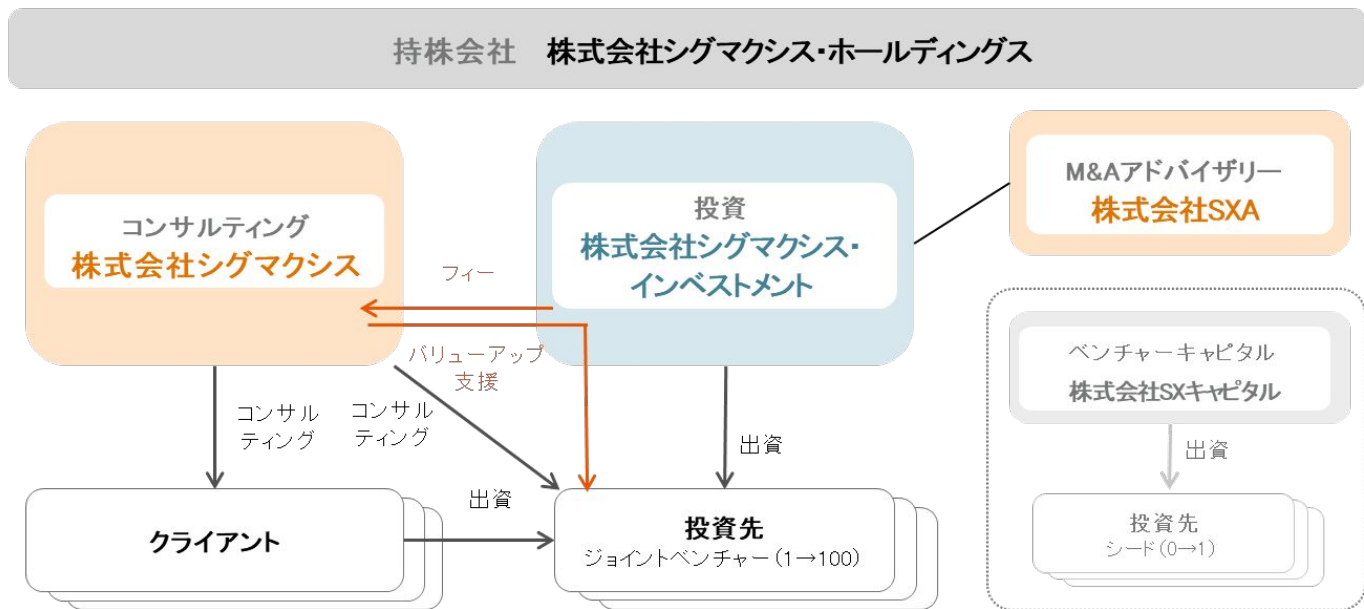 持株会社 株式会社シグマクシス・ホールディングス
コンサルティング
株式会社シグマクシス
投資
株式会社シグマクシス・
インベストメント
M&Aアドバイザリー
株式会社SXA
フィー
バリューアップ
支援
コンサル
ティング
コンサル
ティング
出資
ベンチャーキャピタル
株式会社SXキャピタル
出資
出資
クライアント
投資先
ジョイントベンチャー(1→100)
投資先
シード(0→1)